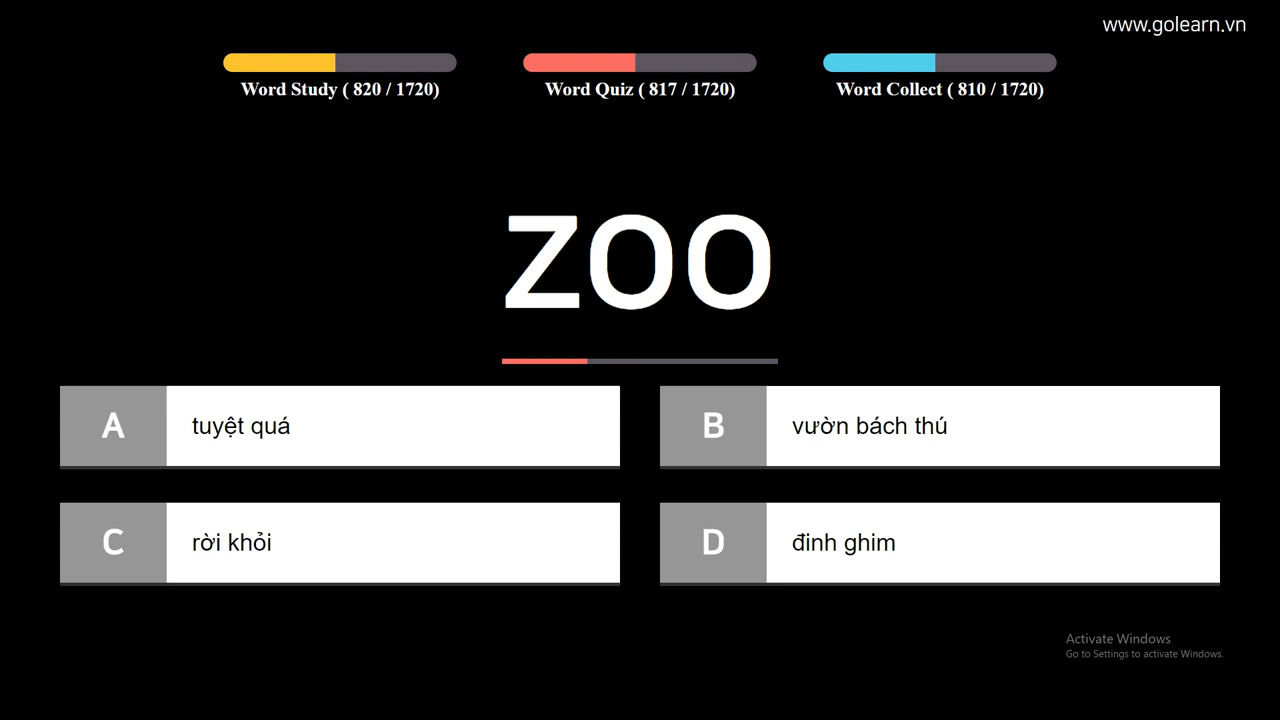 www.golearn.vn
Word Study ( 820 / 1720)
Word Quiz ( 817 / 1720)
Word Collect ( 810 / 1720)
ZOO
A tuyệt quá
B vườn bách thú
C rời khỏi
D đinh ghim
Activate Windows
Go to Settings to activate Windows.